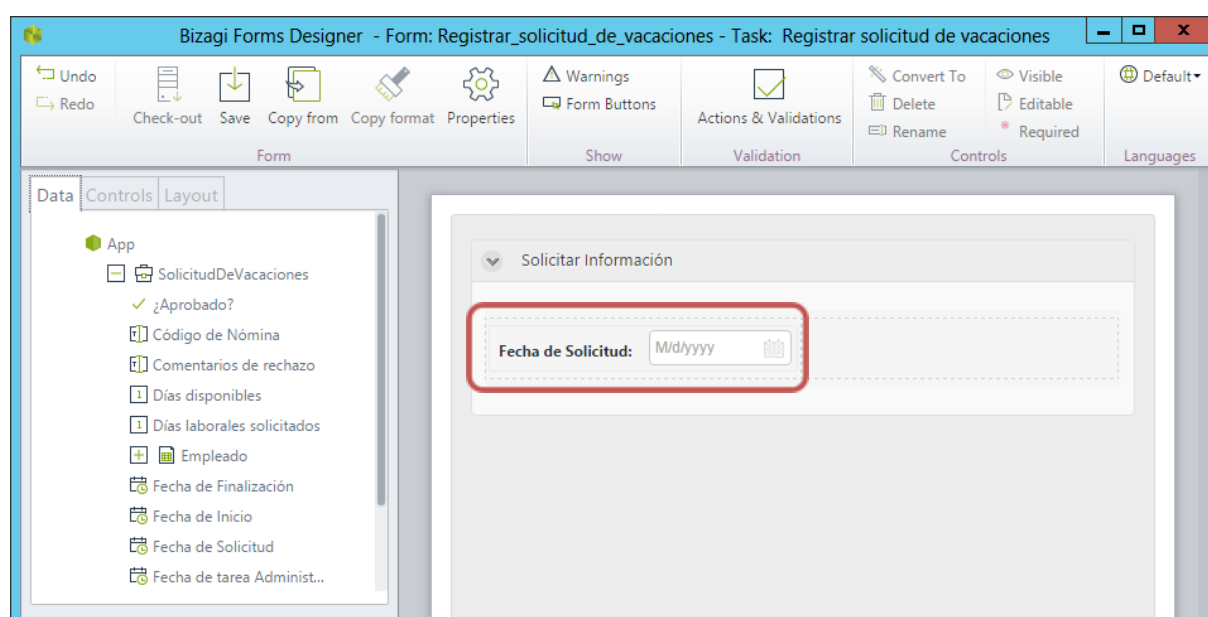 Bizagi Forms Designer - Form: Registrar_solicitud_de_vacaciones - Task: Registrar solicitud de vacaciones
Undo
Redo
Check-out
Save
Copy from
Copy format
Properties
Form
Warnings
Form Buttons
Show
Actions & Validations
Validation
Convert To
Delete
Rename
Visible
Editable
Required
Controls
Default
Languages
Data Controls Layout
App
SolicitudDeVacaciones
¿Aprobado?
Código de Nómina
Comentarios de rechazo
Días disponibles
Días laborales solicitados
Empleado
Fecha de Finalización
Fecha de Inicio
Fecha de Solicitud
Fecha de tarea Administ...
Solicitar Información
Fecha de Solicitud: M/d/yyyy